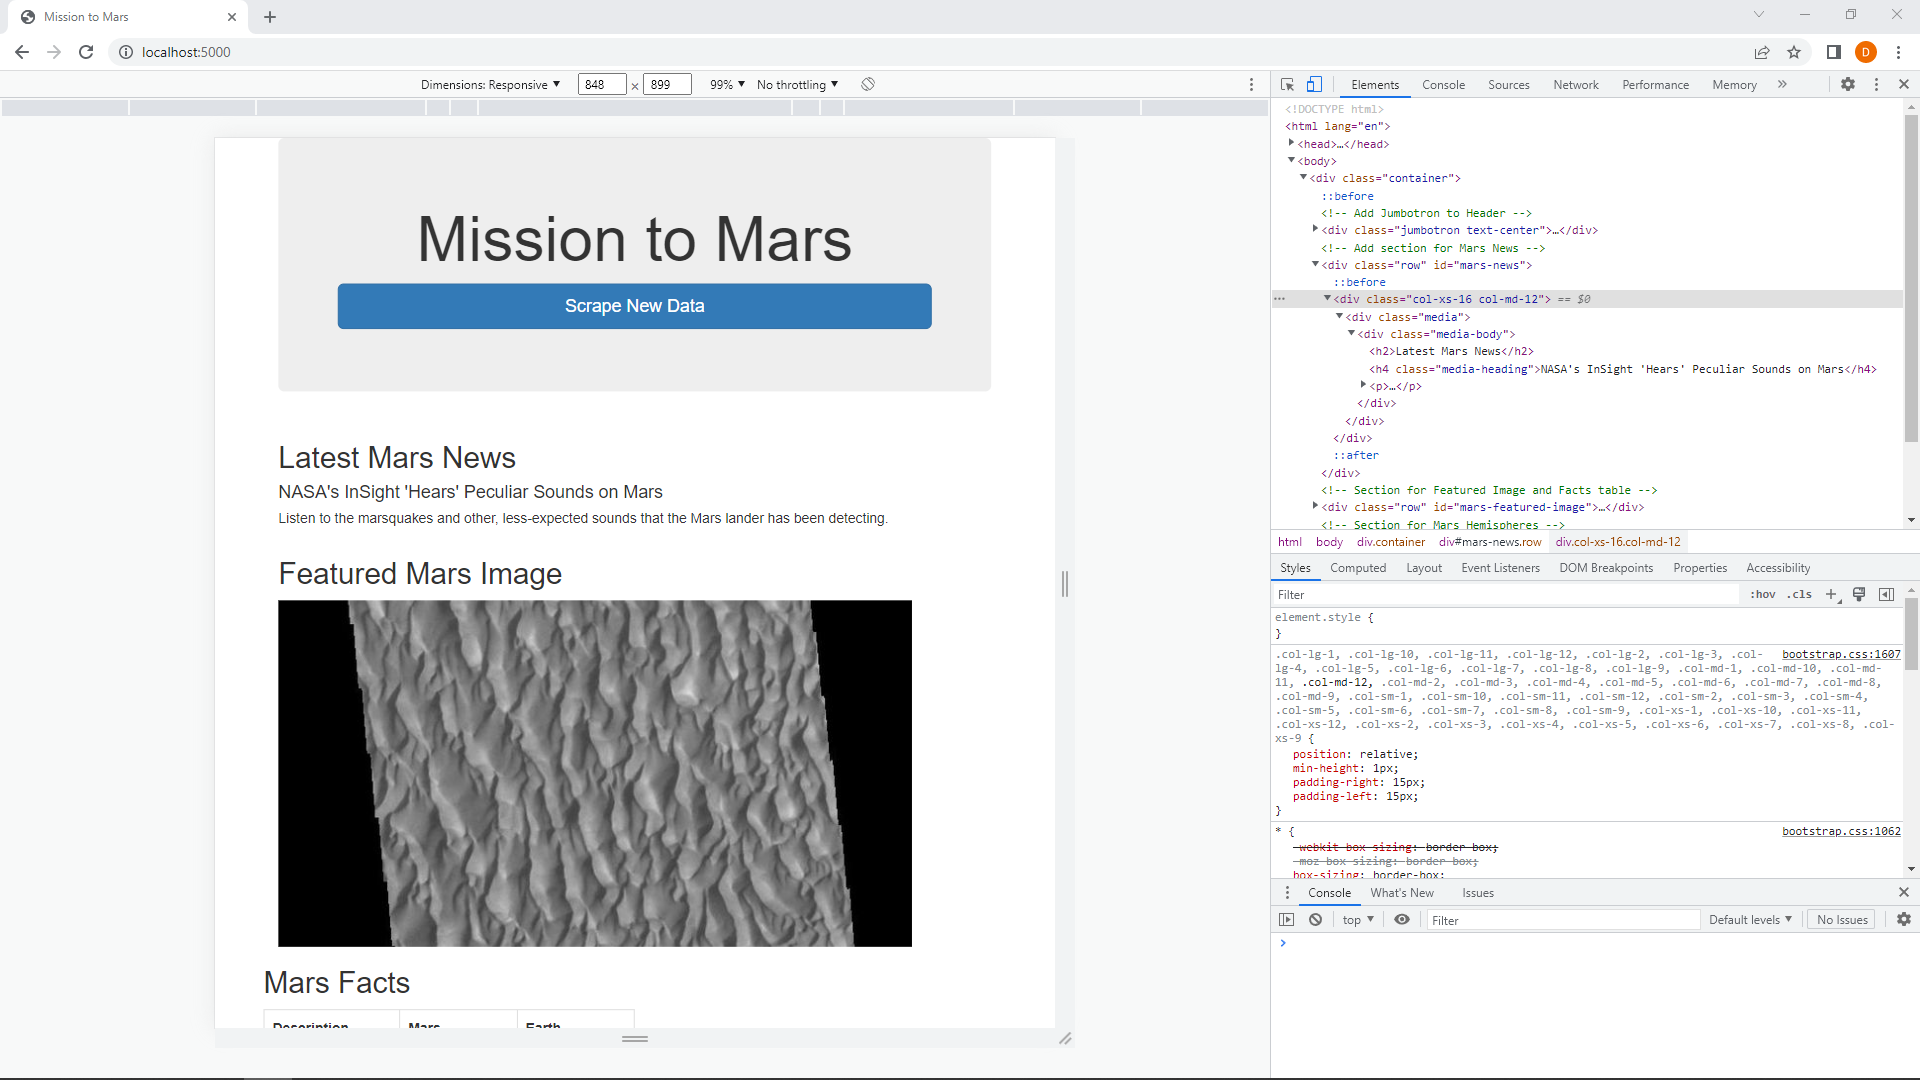 Mission to Mars
localhost:5000
D
Dimensions: Responsive ▼ 848 × 899 99% ▼ No throttling ▼
Mission to Mars
Scrape New Data
Latest Mars News
NASA's InSight 'Hears' Peculiar Sounds on Mars
Listen to the marsquakes and other, less-expected sounds that the Mars lander has been detecting.
Featured Mars Image
Mars Facts
Description Mars Earth
Elements Console Sources Network Performance Memory »
<!DOCTYPE html>
<html lang="en">
<head>…</head>
<body>
<div class="container">
::before
<!-- Add Jumbotron to Header -->
<div class="jumbotron text-center">…</div>
<!-- Add section for Mars News -->
<div class="row" id="mars-news">
::before
<div class="col-xs-16 col-md-12"> == $0
<div class="media">
<div class="media-body">
<h2>Latest Mars News</h2>
<h4 class="media-heading">NASA's InSight 'Hears' Peculiar Sounds on Mars</h4>
<p>…</p>
</div>
</div>
</div>
::after
</div>
<!-- Section for Featured Image and Facts table -->
<div class="row" id="mars-featured-image">…</div>
<!-- Section for Mars Hemispheres -->
html body div.container div#mars-news.row div.col-xs-16.col-md-12
Styles Computed Layout Event Listeners DOM Breakpoints Properties Accessibility
Filter :hov .cls +
element.style {
}
.col-lg-1, .col-lg-10, .col-lg-11, .col-lg-12, .col-lg-2, .col-lg-3, .col- bootstrap.css:1607
lg-4, .col-lg-5, .col-lg-6, .col-lg-7, .col-lg-8, .col-lg-9, .col-md-1, .col-md-10, .col-md-
11, .col-md-12, .col-md-2, .col-md-3, .col-md-4, .col-md-5, .col-md-6, .col-md-7, .col-md-8,
.col-md-9, .col-sm-1, .col-sm-10, .col-sm-11, .col-sm-12, .col-sm-2, .col-sm-3, .col-sm-4,
.col-sm-5, .col-sm-6, .col-sm-7, .col-sm-8, .col-sm-9, .col-xs-1, .col-xs-10, .col-xs-11,
.col-xs-12, .col-xs-2, .col-xs-3, .col-xs-4, .col-xs-5, .col-xs-6, .col-xs-7, .col-xs-8, .col-
xs-9 {
position: relative;
min-height: 1px;
padding-right: 15px;
padding-left: 15px;
}
* { bootstrap.css:1062
-webkit-box-sizing: border-box;
-moz-box-sizing: border-box;
box-sizing: border-box;
Console What's New Issues
top ▼ Filter Default levels ▼ No Issues